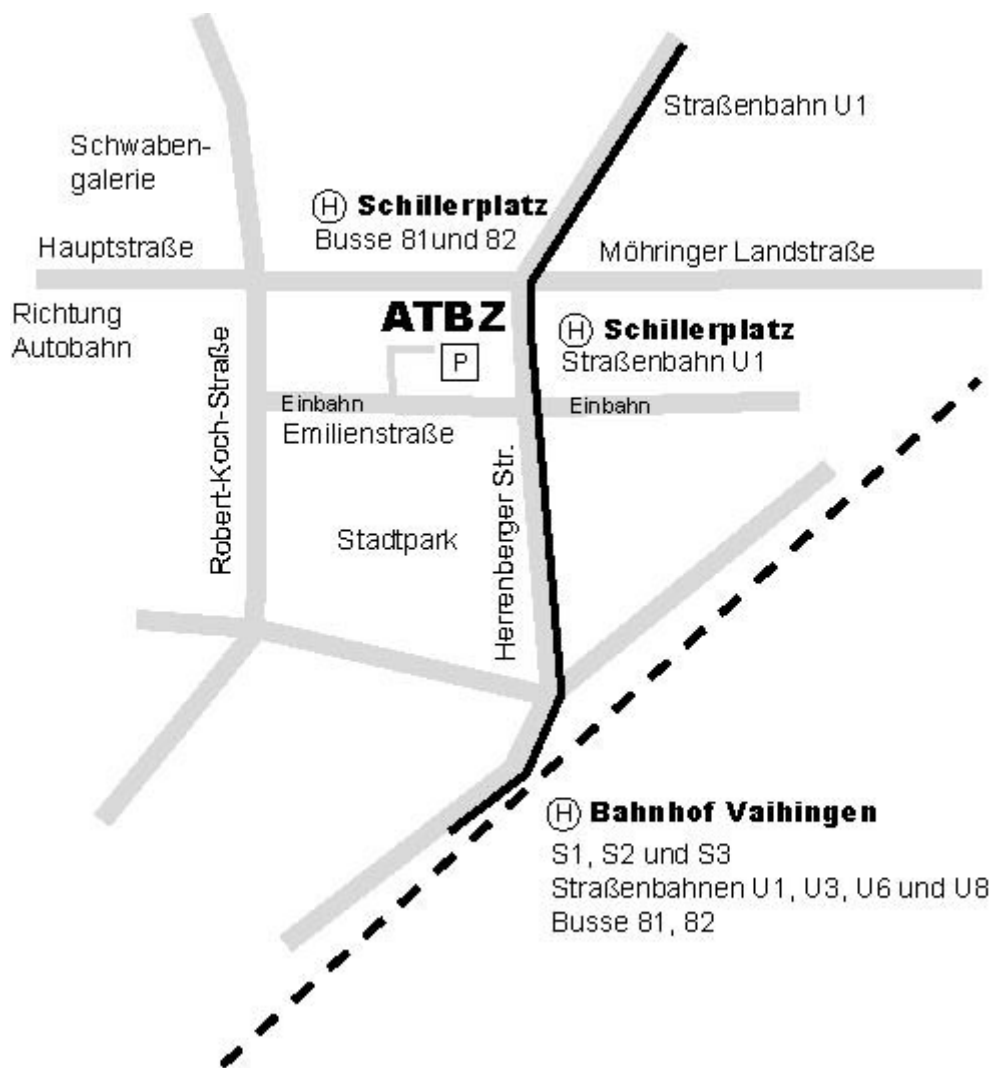 Straßenbahn U1
Schwaben-
galerie
H Schillerplatz
Busse 81und 82
Hauptstraße
Möhringer Landstraße
Richtung
Autobahn
ATBZ
P
H Schillerplatz
Straßenbahn U1
Einbahn
Einbahn
Emilienstraße
Robert-Koch-Straße
Stadtpark
Herrenberger Str.
H Bahnhof Vaihingen
S1, S2 und S3
Straßenbahnen U1, U3, U6 und U8
Busse 81, 82